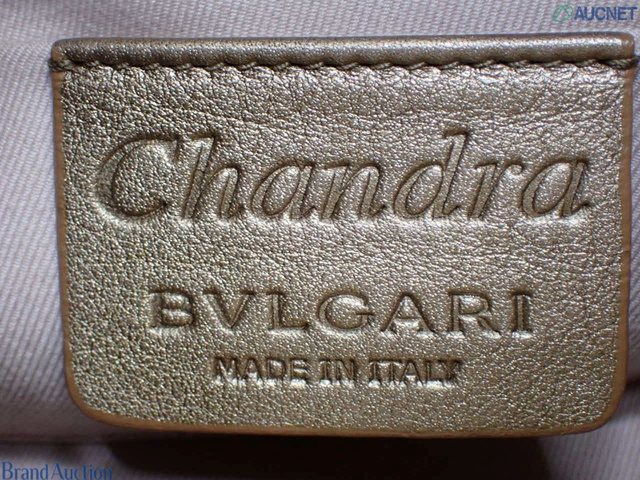 AUCNET
Chandra
BVLGARI
MADE IN ITALY
Brand Auction